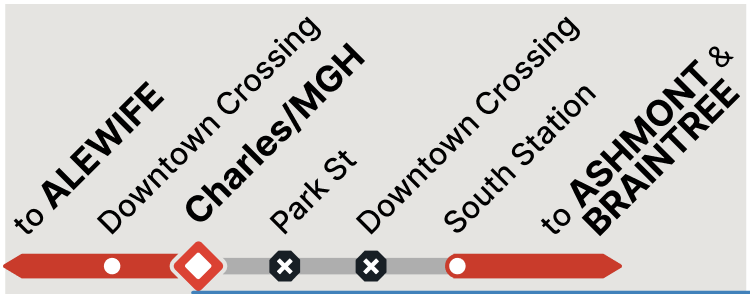 to ALEWIFE
Downtown Crossing
Charles/MGH
Park St
Downtown Crossing
South Station
to ASHMONT &
BRAINTREE